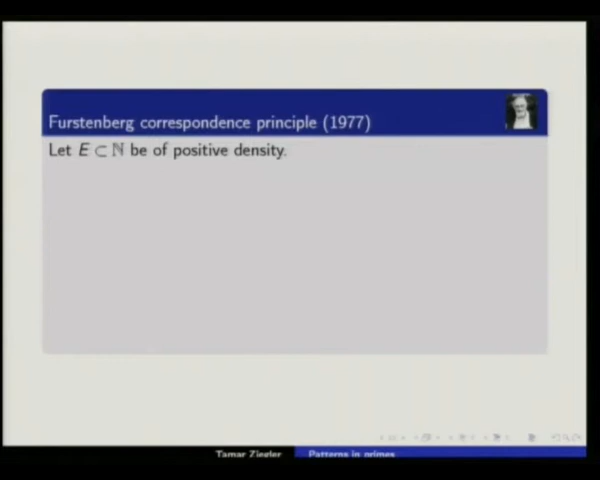 Furstenberg correspondence principle (1977)
Let E ⊂ ℕ be of positive density.
Tamar Ziegler
Patterns in primes